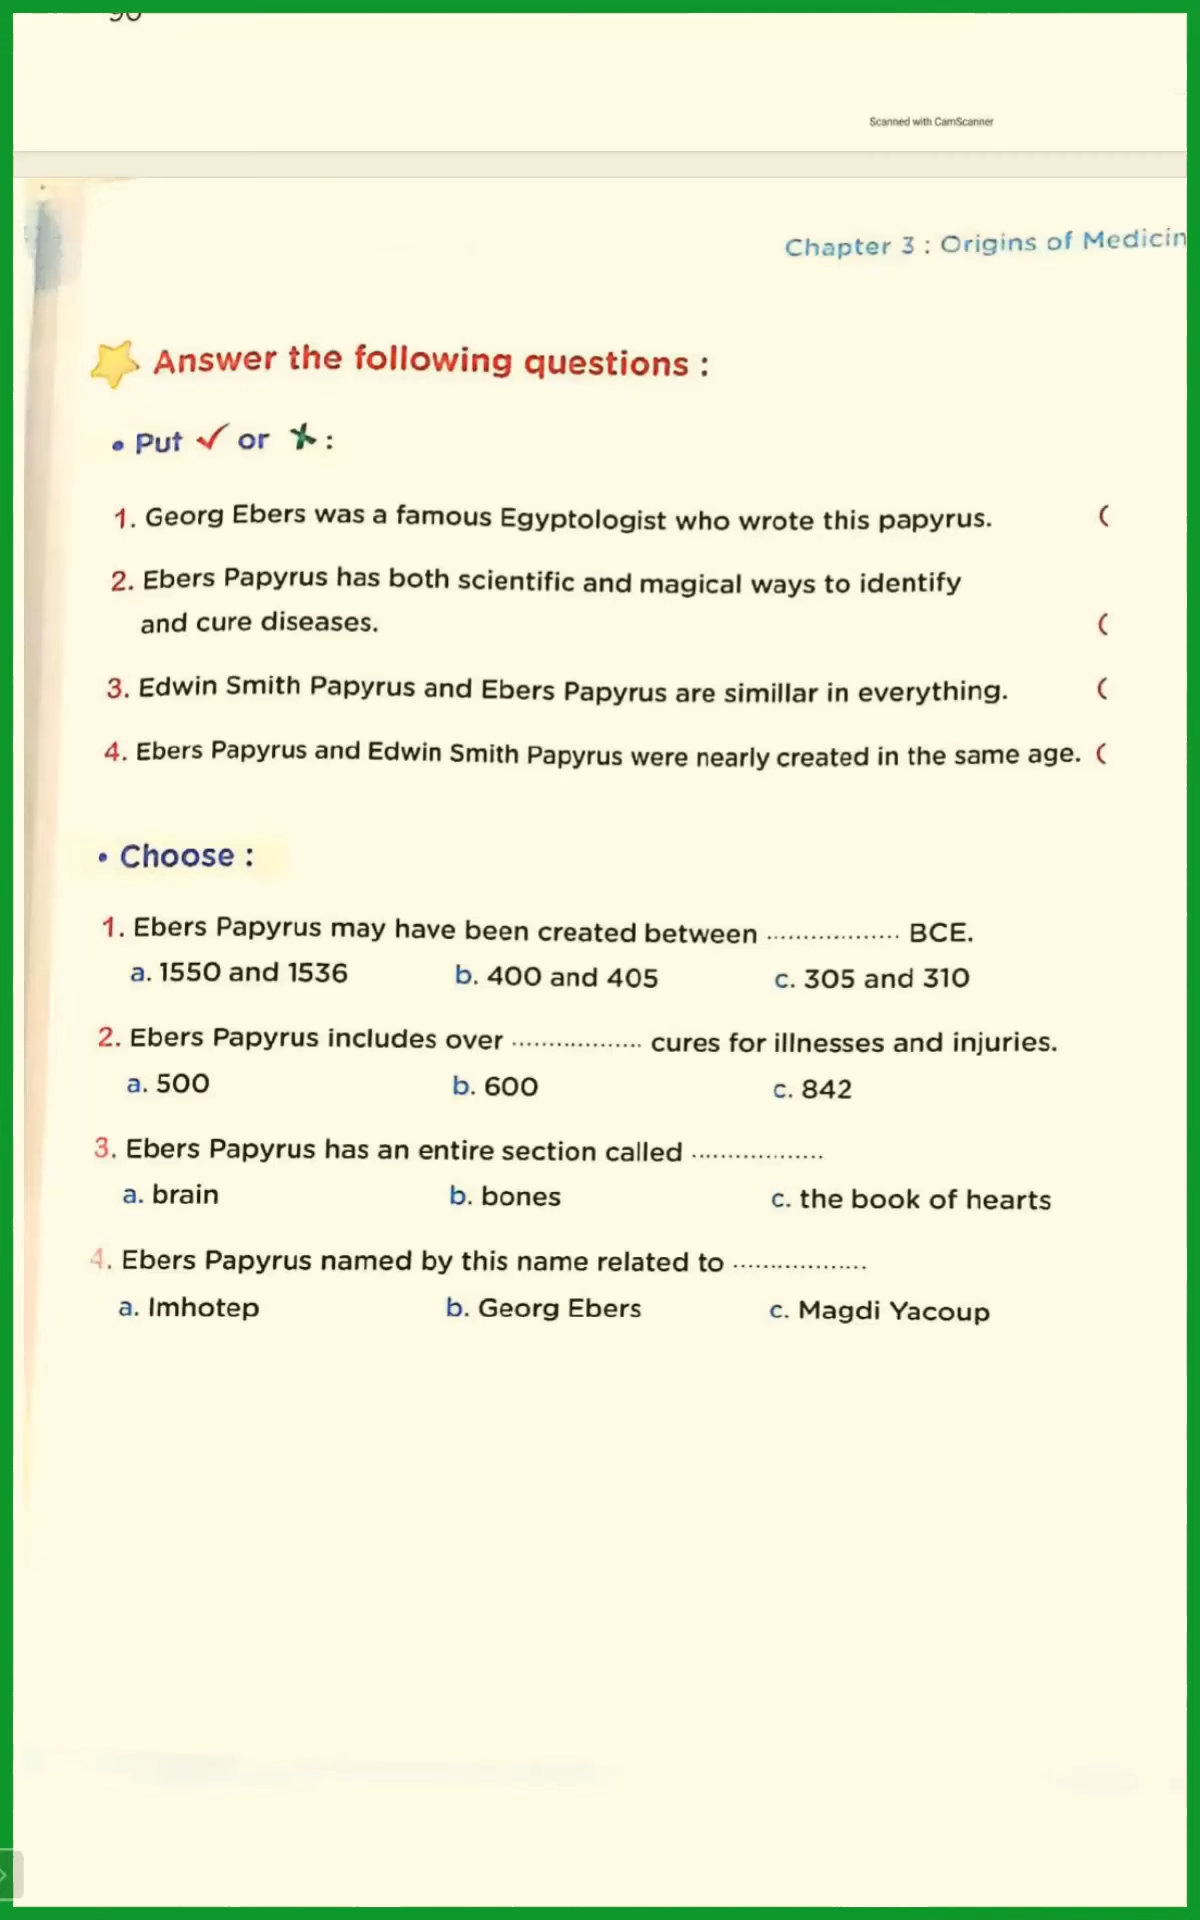 Scanned with CamScanner
Chapter 3 : Origins of Medicin
Answer the following questions :
• Put ✓ or ✗ :
1. Georg Ebers was a famous Egyptologist who wrote this papyrus. (
2. Ebers Papyrus has both scientific and magical ways to identify
and cure diseases. (
3. Edwin Smith Papyrus and Ebers Papyrus are simillar in everything. (
4. Ebers Papyrus and Edwin Smith Papyrus were nearly created in the same age. (
• Choose :
1. Ebers Papyrus may have been created between .................. BCE.
a. 1550 and 1536 b. 400 and 405 c. 305 and 310
2. Ebers Papyrus includes over .................. cures for illnesses and injuries.
a. 500 b. 600 c. 842
3. Ebers Papyrus has an entire section called ..................
a. brain b. bones c. the book of hearts
4. Ebers Papyrus named by this name related to ..................
a. Imhotep b. Georg Ebers c. Magdi Yacoup